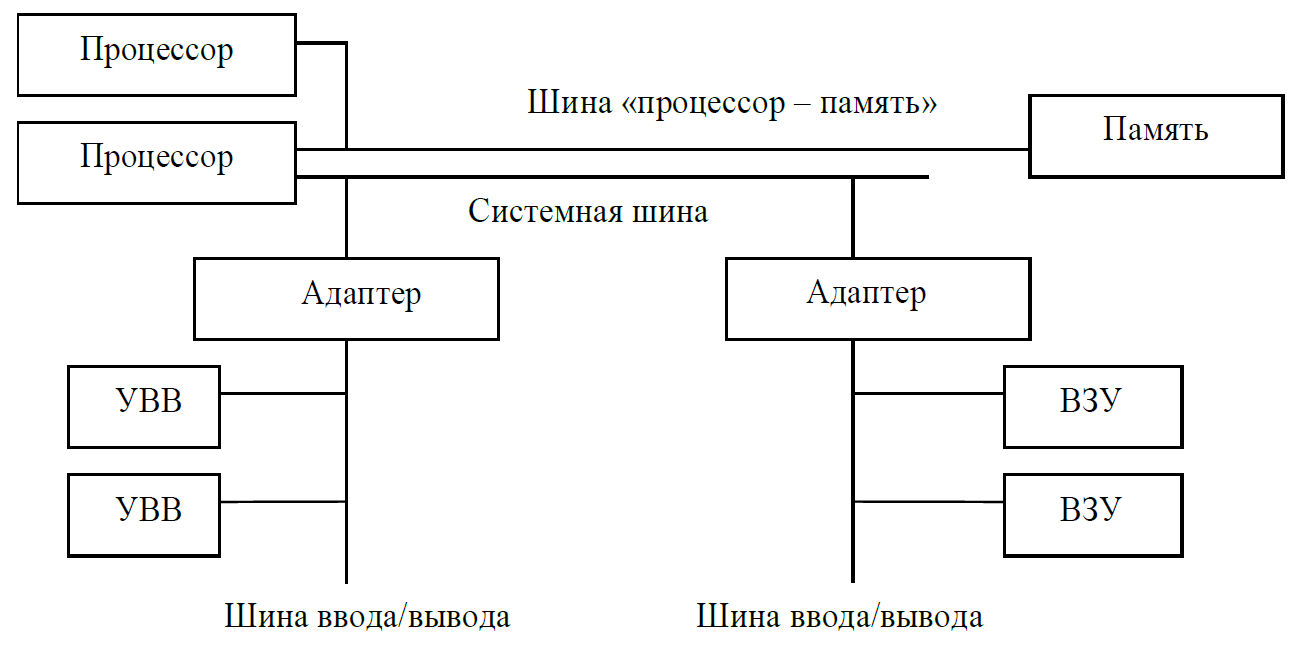 Процессор
Шина «процессор – память»
Память
Процессор
Системная шина
Адаптер
Адаптер
УВВ
ВЗУ
УВВ
ВЗУ
Шина ввода/вывода
Шина ввода/вывода